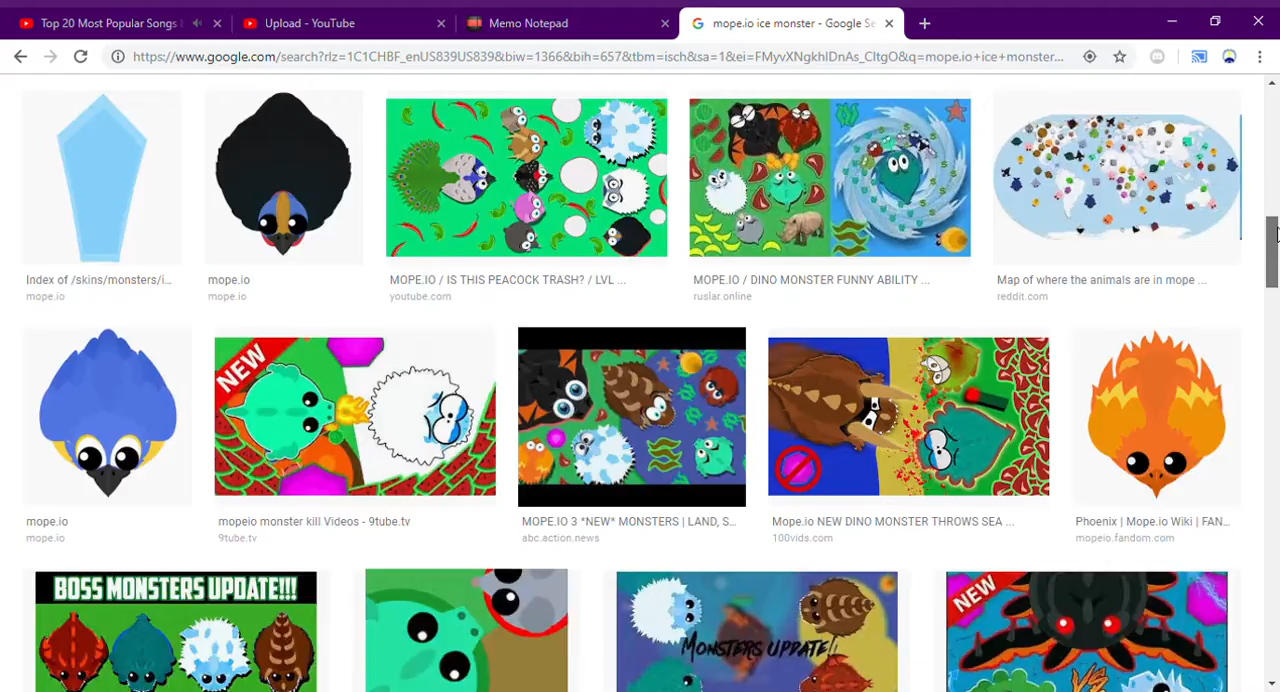 Top 20 Most Popular Songs
Upload - YouTube
Memo Notepad
mope.io ice monster - Google Se
https://www.google.com/search?rlz=1C1CHBF_enUS839US839&biw=1366&bih=657&tbm=isch&sa=1&ei=FMyvXNgkhlDnAs_CltgO&q=mope.io+ice+monster...
Index of /skins/monsters/i...
mope.io
mope.io
mope.io
MOPE.IO / IS THIS PEACOCK TRASH? / LVL ...
youtube.com
MOPE.IO / DINO MONSTER FUNNY ABILITY ...
ruslar.online
Map of where the animals are in mope ...
reddit.com
NEW
mope.io
mope.io
mopeio monster kill Videos - 9tube.tv
9tube.tv
MOPE.IO 3 *NEW* MONSTERS | LAND, S...
abc.action.news
Mope.io NEW DINO MONSTER THROWS SEA ...
100vids.com
Phoenix | Mope.io Wiki | FAN...
mopeio.fandom.com
BOSS MONSTERS UPDATE!!!
MONSTERS UPDATE!
NEW